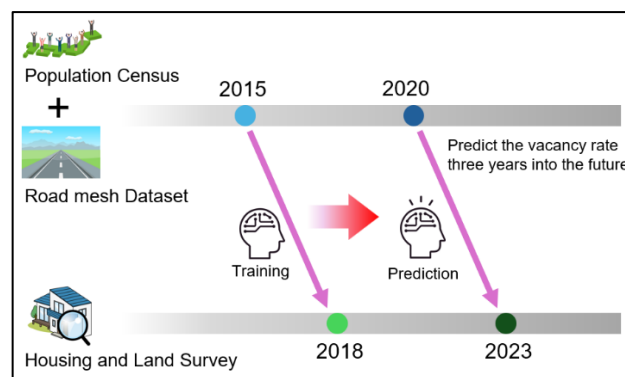 Population Census
+
Road mesh Dataset
2015
2020
Predict the vacancy rate
three years into the future
Training
Prediction
Housing and Land Survey
2018
2023